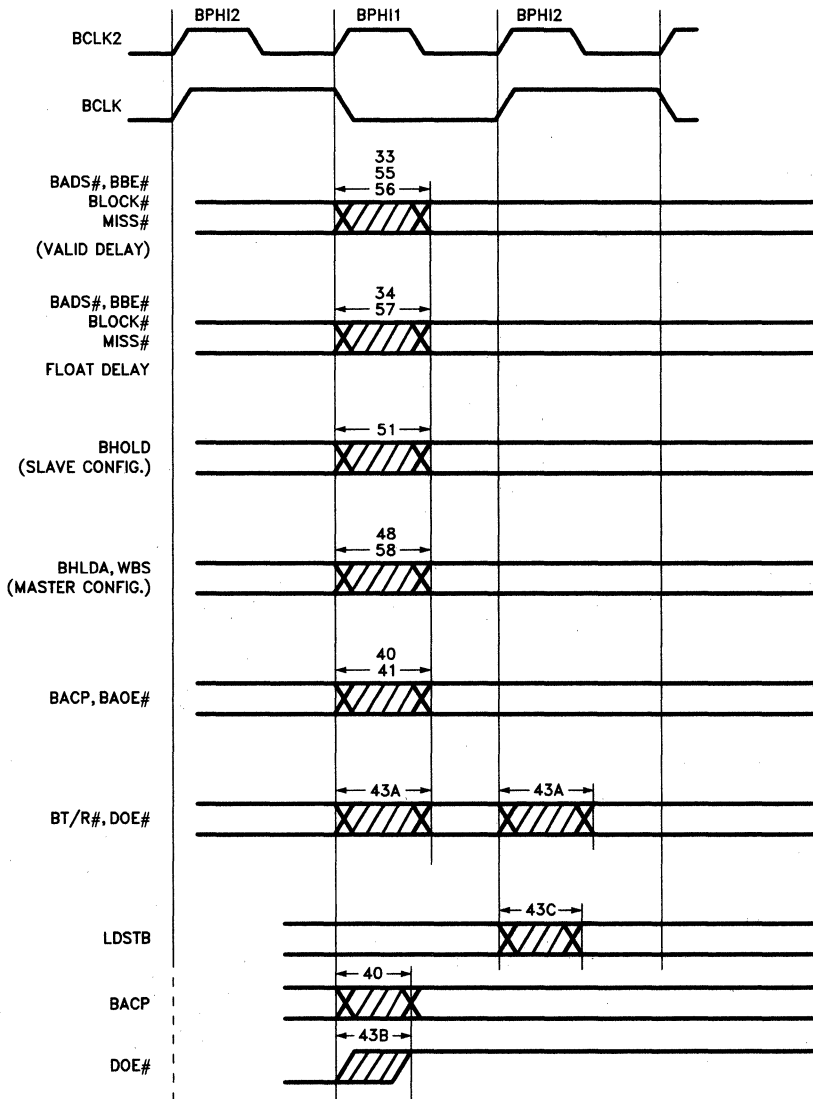 BPHI2 BPHI1 BPHI2
BCLK2
BCLK
33
55
56
BADS#, BBE#
BLOCK#
MISS#
(VALID DELAY)
34
57
BADS#, BBE#
BLOCK#
MISS#
FLOAT DELAY
51
BHOLD
(SLAVE CONFIG.)
48
58
BHLDA, WBS
(MASTER CONFIG.)
40
41
BACP, BAOE#
43A 43A
BT/R#, DOE#
43C
LDSTB
40
BACP
43B
DOE#